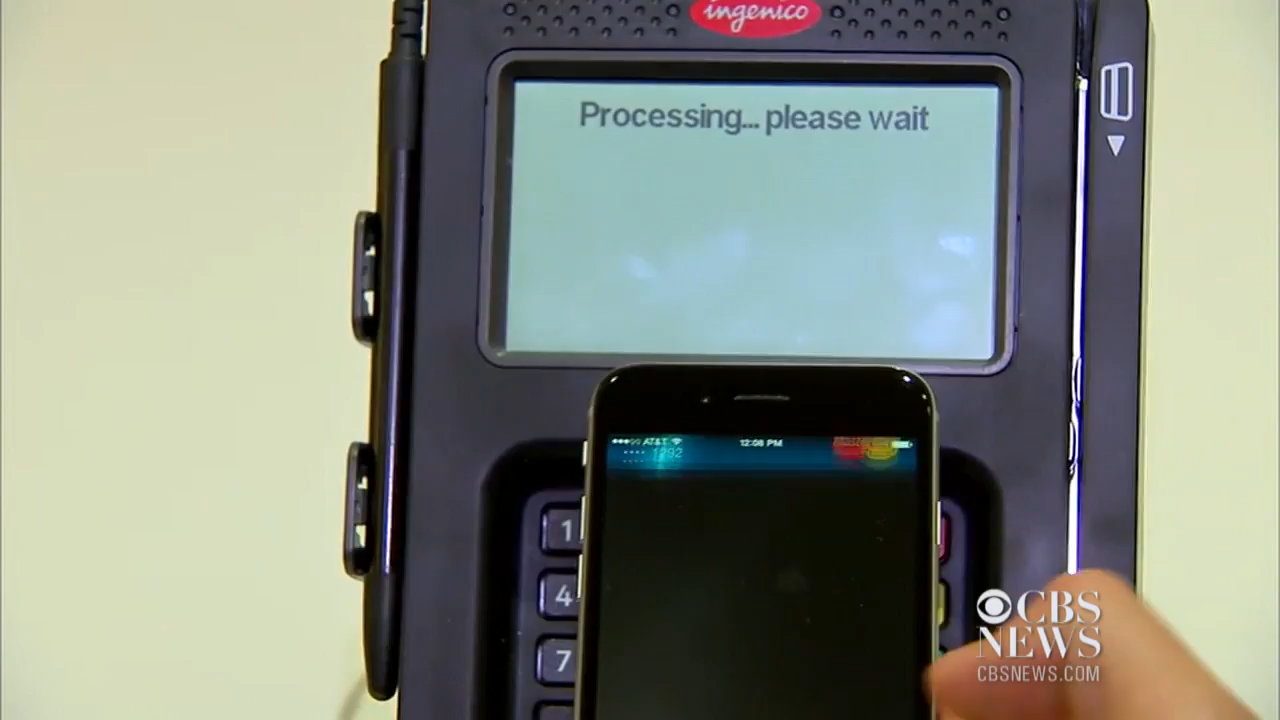 ingenico
Processing... please wait
AT&T 12:08 PM
1292
1
4
7
CBS
NEWS
CBSNEWS.COM